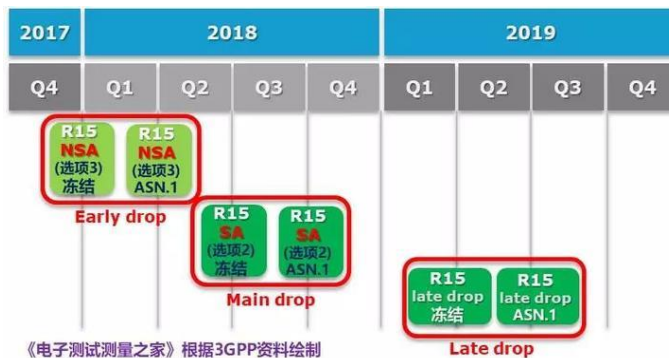 2017 2018 2019
Q4 Q1 Q2 Q3 Q4 Q1 Q2 Q3 Q4
R15 R15
NSA NSA
(选项3) (选项3)
冻结 ASN.1
Early drop
R15 R15
SA SA
(选项2) (选项2)
冻结 ASN.1
Main drop
R15 R15
late drop late drop
冻结 ASN.1
Late drop
《电子测试测量之家》根据3GPP资料绘制